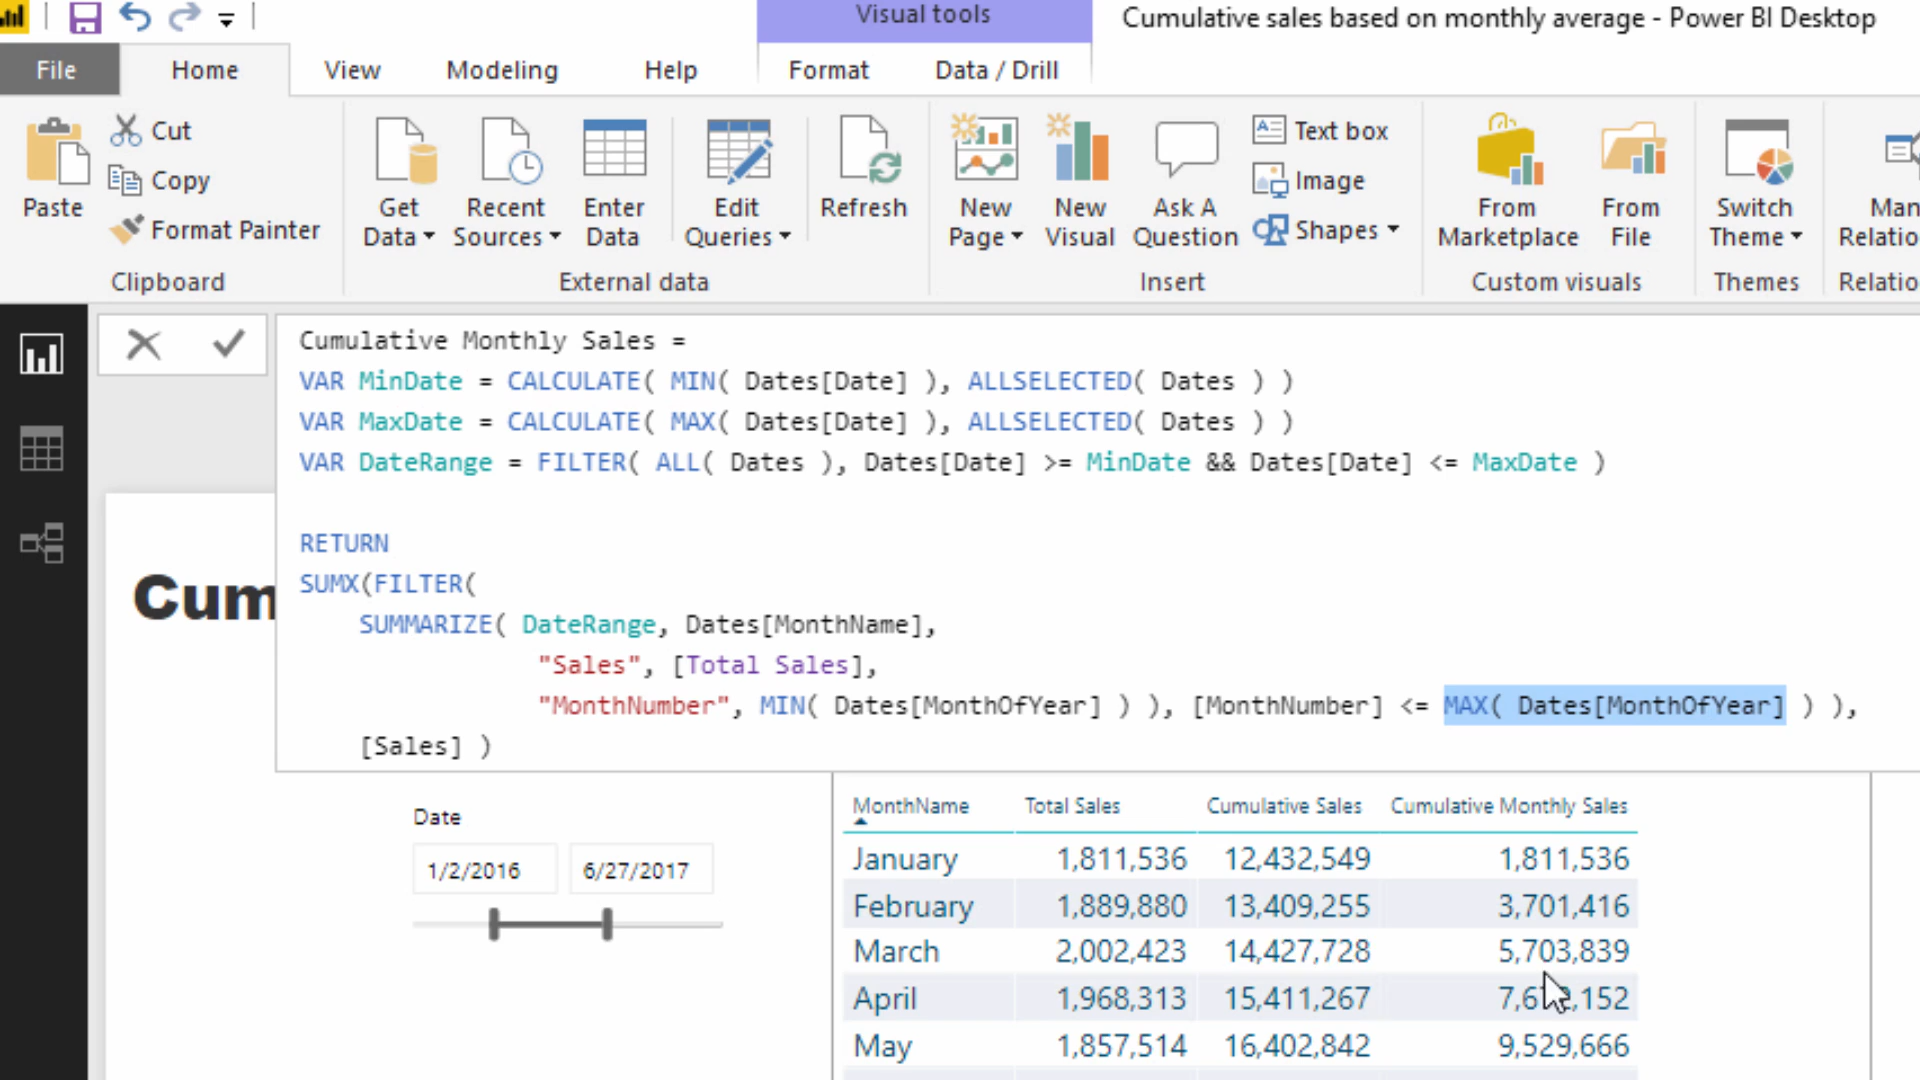 Visual tools
Cumulative sales based on monthly average - Power BI Desktop
File Home View Modeling Help Format Data / Drill
Paste
Cut
Copy
Format Painter
Clipboard
Get Data
Recent Sources
Enter Data
Edit Queries
Refresh
External data
New Page
New Visual
Ask A Question
Text box
Image
Shapes
Insert
From Marketplace
From File
Custom visuals
Switch Theme
Themes
Cumulative Monthly Sales =
VAR MinDate = CALCULATE( MIN( Dates[Date] ), ALLSELECTED( Dates ) )
VAR MaxDate = CALCULATE( MAX( Dates[Date] ), ALLSELECTED( Dates ) )
VAR DateRange = FILTER( ALL( Dates ), Dates[Date] >= MinDate && Dates[Date] <= MaxDate )
RETURN
SUMX(FILTER(
SUMMARIZE( DateRange, Dates[MonthName],
"Sales", [Total Sales],
"MonthNumber", MIN( Dates[MonthOfYear] ) ), [MonthNumber] <= MAX( Dates[MonthOfYear] ) ),
[Sales] )
Cum
Date
1/2/2016 6/27/2017
MonthName Total Sales Cumulative Sales Cumulative Monthly Sales
January 1,811,536 12,432,549 1,811,536
February 1,889,880 13,409,255 3,701,416
March 2,002,423 14,427,728 5,703,839
April 1,968,313 15,411,267
May 1,857,514 16,402,842 9,529,666